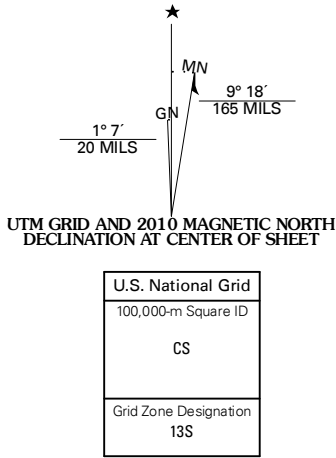 ★
MN
GN
9° 18´
165 MILS
1° 7´
20 MILS
UTM GRID AND 2010 MAGNETIC NORTH
DECLINATION AT CENTER OF SHEET
U.S. National Grid
100,000-m Square ID
CS
Grid Zone Designation
13S